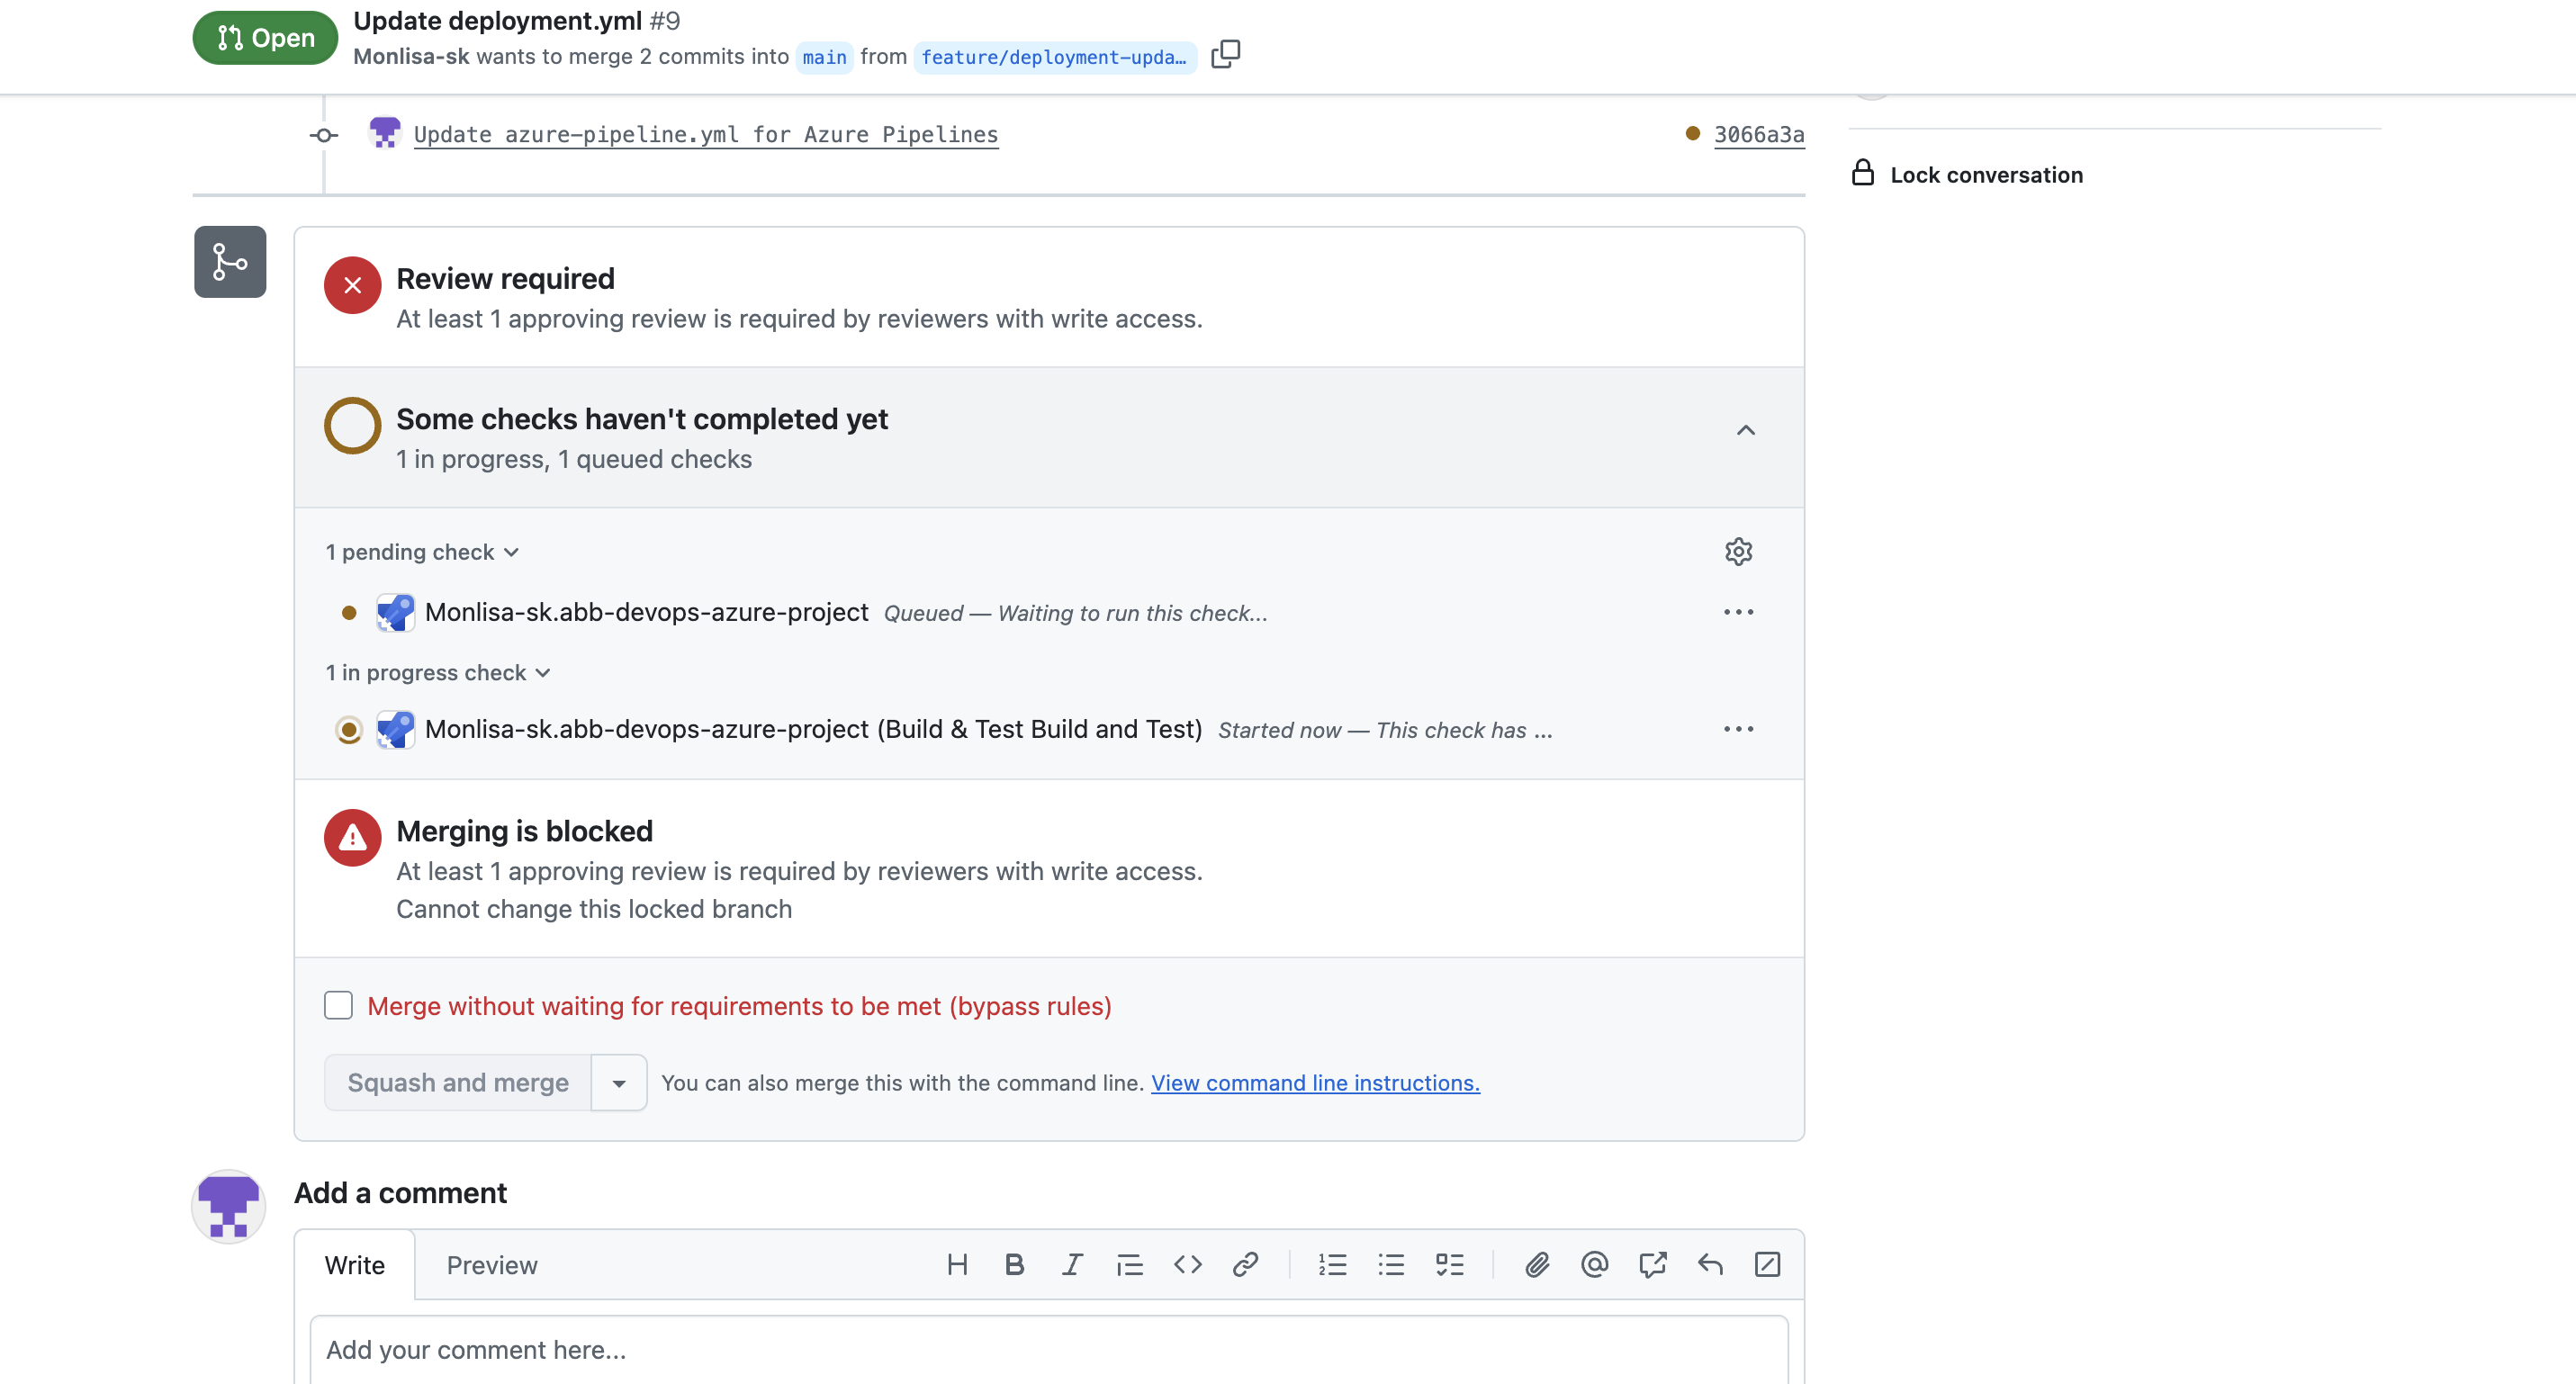 Open
Update deployment.yml #9
Monlisa-sk wants to merge 2 commits into main from feature/deployment-upda…
Update azure-pipeline.yml for Azure Pipelines
3066a3a
Lock conversation
Review required
At least 1 approving review is required by reviewers with write access.
Some checks haven't completed yet
1 in progress, 1 queued checks
1 pending check
Monlisa-sk.abb-devops-azure-project Queued — Waiting to run this check...
1 in progress check
Monlisa-sk.abb-devops-azure-project (Build & Test Build and Test) Started now — This check has ...
Merging is blocked
At least 1 approving review is required by reviewers with write access.
Cannot change this locked branch
Merge without waiting for requirements to be met (bypass rules)
Squash and merge
You can also merge this with the command line. View command line instructions.
Add a comment
Write
Preview
Add your comment here...